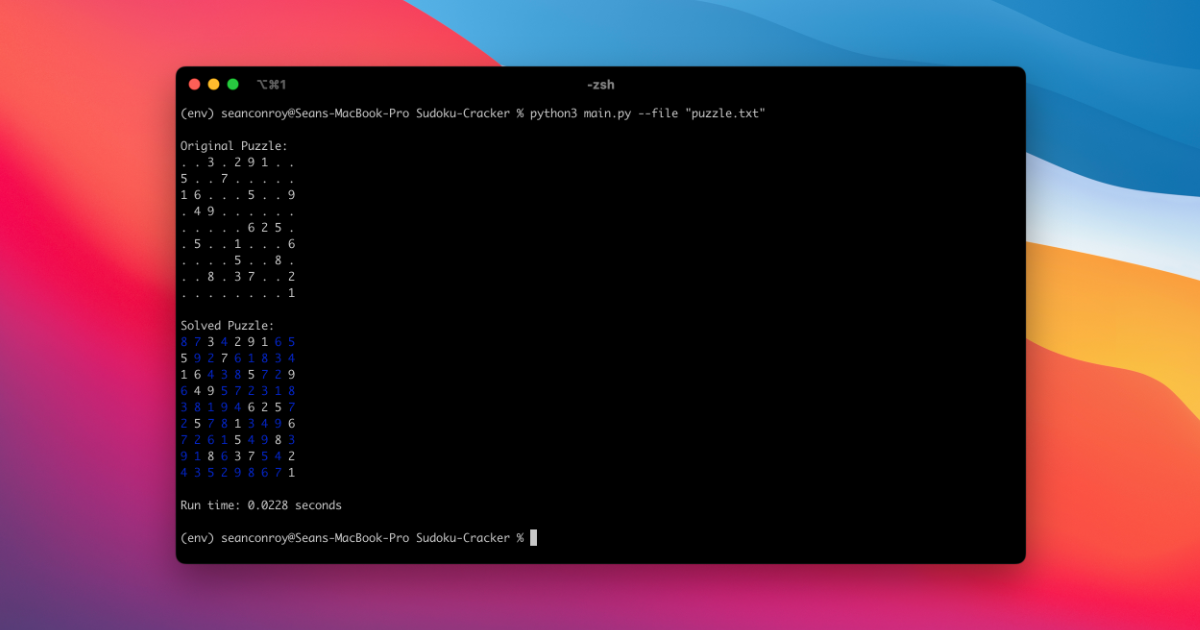 ⌥⌘1 -zsh
(env) seanconroy@Seans-MacBook-Pro Sudoku-Cracker % python3 main.py --file "puzzle.txt"
Original Puzzle:
. . 3 . 2 9 1 . .
5 . . 7 . . . . .
1 6 . . . 5 . . 9
. 4 9 . . . . . .
. . . . . 6 2 5 .
. 5 . . 1 . . . 6
. . . . 5 . . 8 .
. . 8 . 3 7 . . 2
. . . . . . . . 1
Solved Puzzle:
8 7 3 4 2 9 1 6 5
5 9 2 7 6 1 8 3 4
1 6 4 3 8 5 7 2 9
6 4 9 5 7 2 3 1 8
3 8 1 9 4 6 2 5 7
2 5 7 8 1 3 4 9 6
7 2 6 1 5 4 9 8 3
9 1 8 6 3 7 5 4 2
4 3 5 2 9 8 6 7 1
Run time: 0.0228 seconds
(env) seanconroy@Seans-MacBook-Pro Sudoku-Cracker %